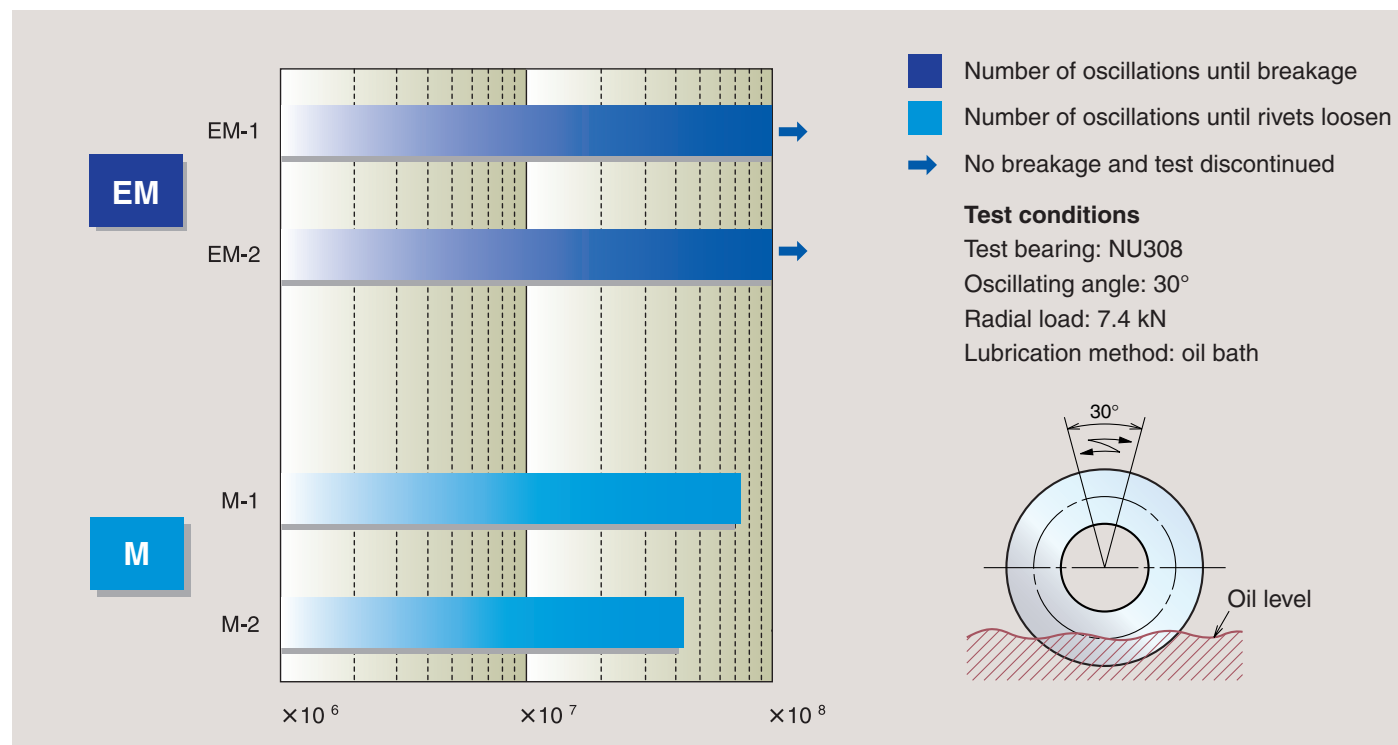 EM
EM-1
EM-2
M
M-1
M-2
×10 6
×10 7
×10 8
Number of oscillations until breakage
Number of oscillations until rivets loosen
No breakage and test discontinued
Test conditions
Test bearing: NU308
Oscillating angle: 30°
Radial load: 7.4 kN
Lubrication method: oil bath
30°
Oil level